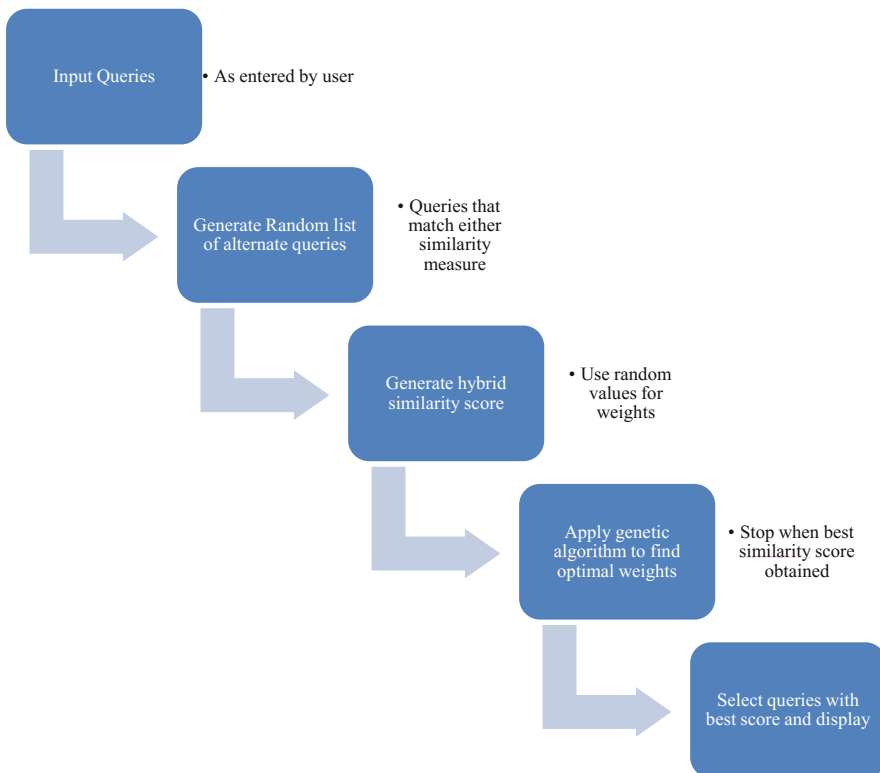 Input Queries
• As entered by user
Generate Random list
of alternate queries
• Queries that
match either
similarity
measure
Generate hybrid
similarity score
• Use random
values for
weights
Apply genetic
algorithm to find
optimal weights
• Stop when best
similarity score
obtained
Select queries with
best score and display